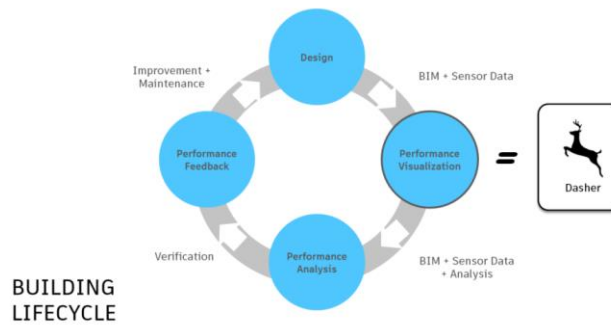 Design
Improvement +
Maintenance
BIM + Sensor Data
Performance
Feedback
Performance
Visualization
=
Dasher
Verification
Performance
Analysis
BIM + Sensor Data
+ Analysis
BUILDING
LIFECYCLE